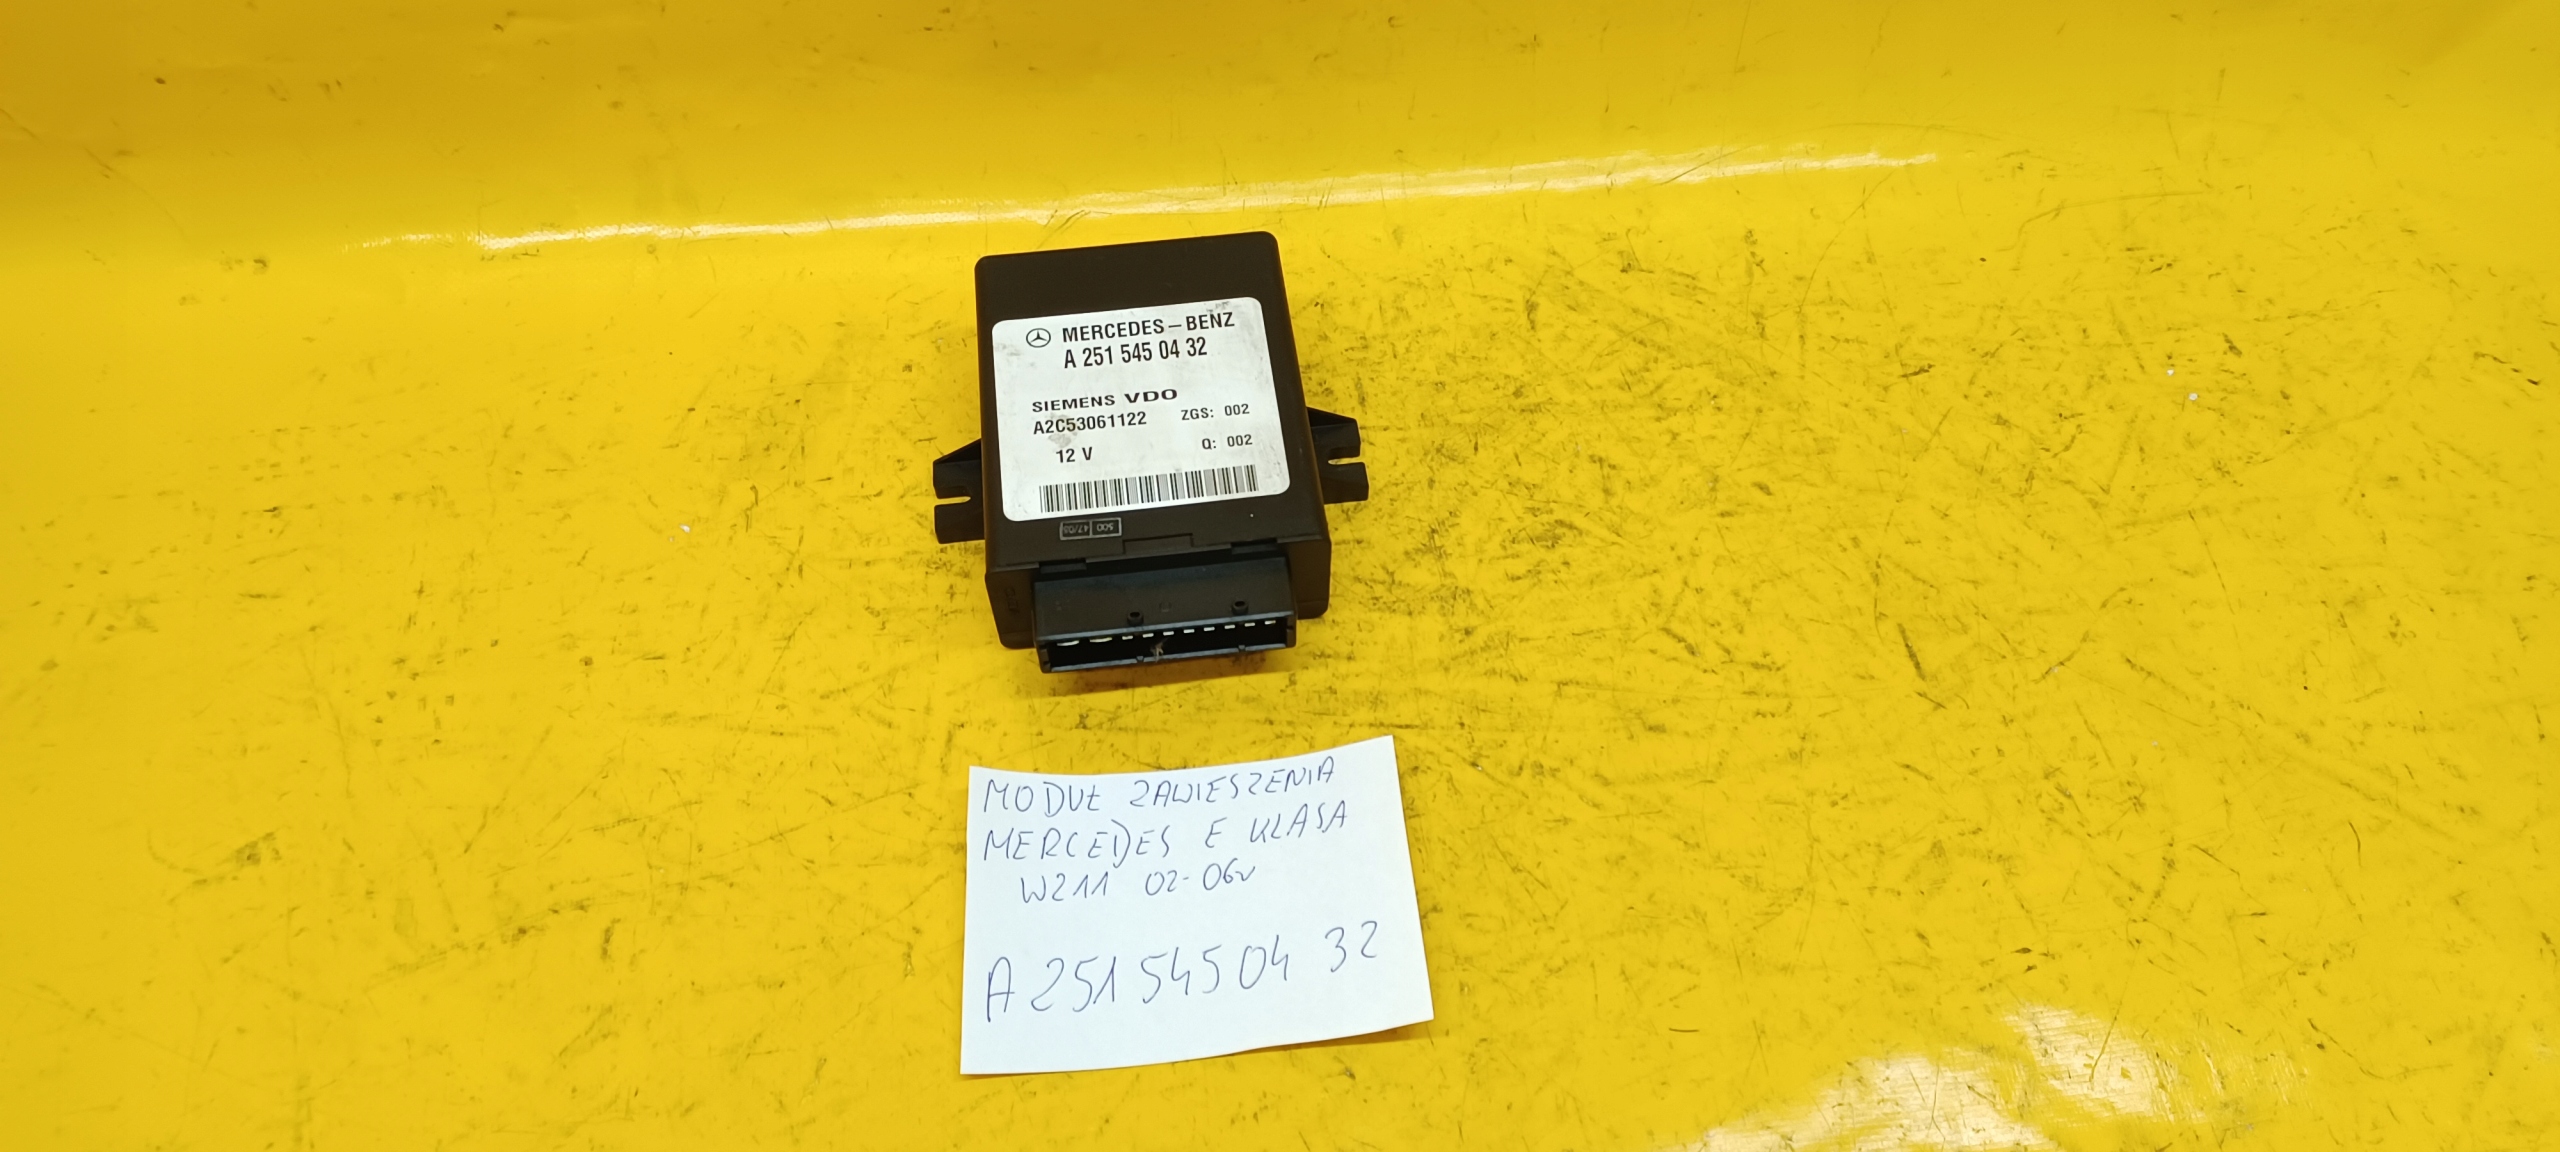 MERCEDES-BENZ
A 251 545 04 32
SIEMENS VDO
A2C53061122 ZGS: 002
12 V Q: 002
MODUŁ ZAWIESZENIA
MERCEDES E KLASA
W211 02-06r
A 251 545 04 32